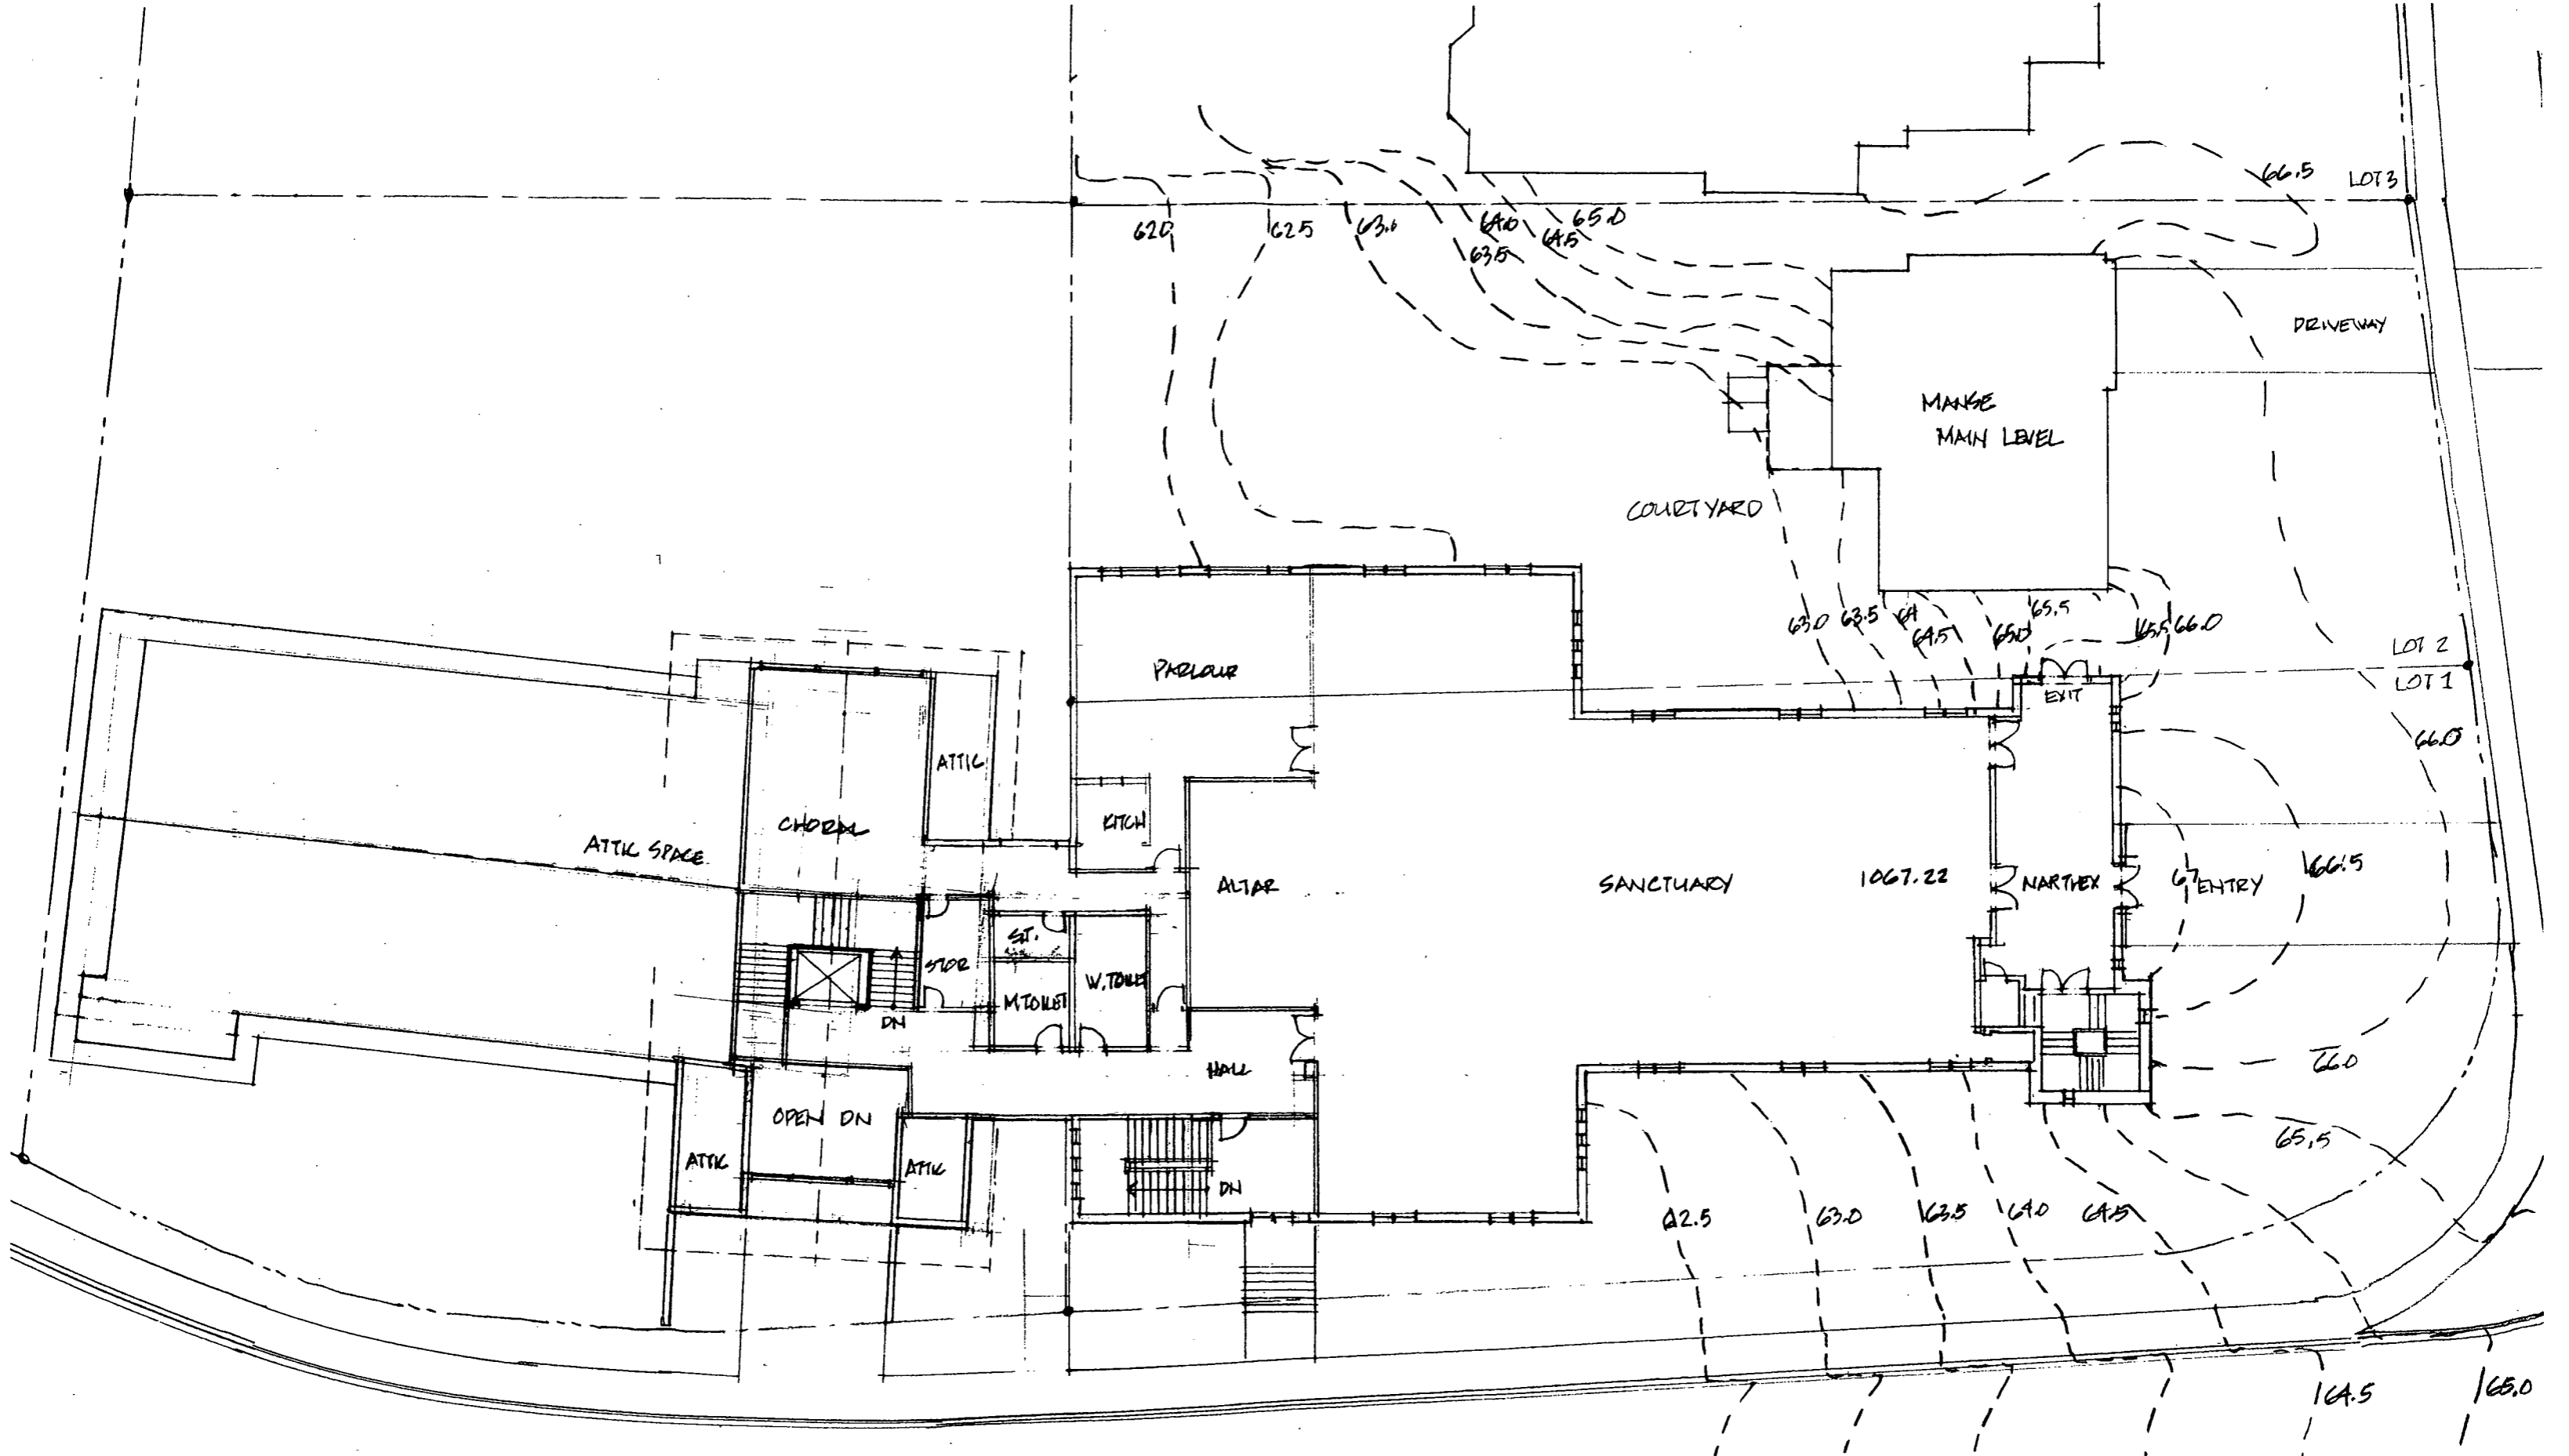 66.5
LOT 3
620
625
63.0
64.0
65.0
64.5
63.5
DRIVEWAY
MANSE
MAIN LEVEL
COURTYARD
63.0
63.5
64
64.5
65.0
65.5
65.5
66.0
LOT 2
LOT 1
PARLOUR
EXIT
66.0
ATTIC
CHORAL
KITCH
ATTIC SPACE
ALTAR
SANCTUARY
1067.22
NARTHEX
67
ENTRY
66.5
ST.
STOR
W. TOILET
M. TOILET
DN
HALL
66.0
OPEN DN
65.5
ATTIC
ATTIC
DN
62.5
63.0
63.5
64.0
64.5
64.5
65.0